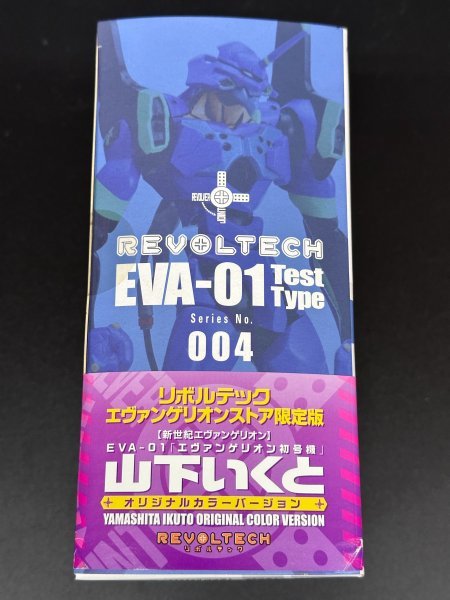 REVOLVER
JOINT
REVOLTECH
EVA-01 Test Type
Series No.
004
リボルテック
エヴァンゲリオンストア限定版
【新世紀エヴァンゲリオン】
EVA-01「エヴァンゲリオン初号機」
山下いくと
オリジナルカラーバージョン
YAMASHITA IKUTO ORIGINAL COLOR VERSION
REVOLTECH
リボルテック